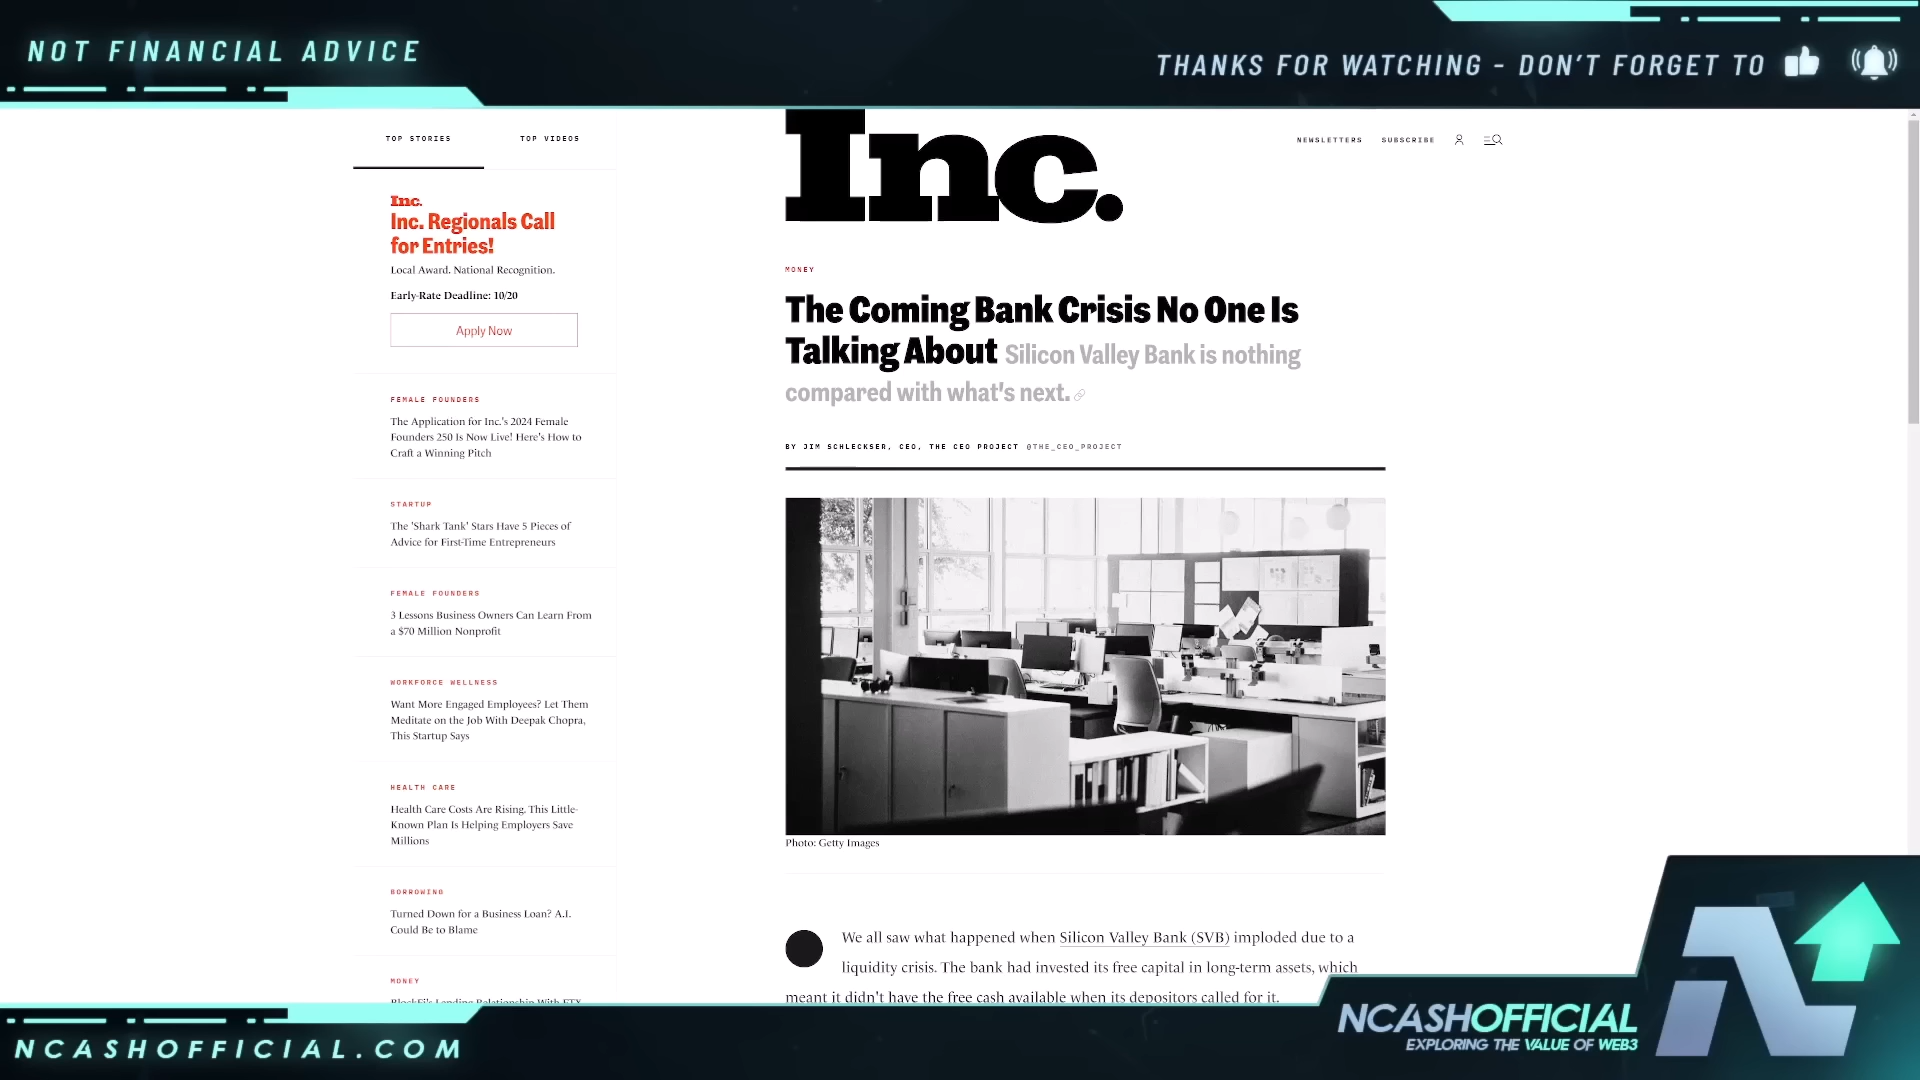 NOT FINANCIAL ADVICE
THANKS FOR WATCHING - DON'T FORGET TO
TOP STORIES
TOP VIDEOS
Inc.
Inc. Regionals Call
for Entries!
Local Award. National Recognition.
Early-Rate Deadline: 10/20
Apply Now
FEMALE FOUNDERS
The Application for Inc.'s 2024 Female
Founders 250 Is Now Live! Here's How to
Craft a Winning Pitch
STARTUP
The 'Shark Tank' Stars Have 5 Pieces of
Advice for First-Time Entrepreneurs
FEMALE FOUNDERS
3 Lessons Business Owners Can Learn From
a $70 Million Nonprofit
WORKFORCE WELLNESS
Want More Engaged Employees? Let Them
Meditate on the Job With Deepak Chopra,
This Startup Says
HEALTH CARE
Health Care Costs Are Rising. This Little-
Known Plan Is Helping Employers Save
Millions
BORROWING
Turned Down for a Business Loan? A.I.
Could Be to Blame
MONEY
BlockFi's Lending Relationship With FTX
Inc.
NEWSLETTERS
SUBSCRIBE
MONEY
The Coming Bank Crisis No One Is
Talking About Silicon Valley Bank is nothing
compared with what's next.
BY JIM SCHLECKSER, CEO, THE CEO PROJECT @THE_CEO_PROJECT
Photo: Getty Images
We all saw what happened when Silicon Valley Bank (SVB) imploded due to a
liquidity crisis. The bank had invested its free capital in long-term assets, which
meant it didn't have the free cash available when its depositors called for it.
NCASHOFFICIAL.COM
NCASHOFFICIAL
EXPLORING THE VALUE OF WEB3